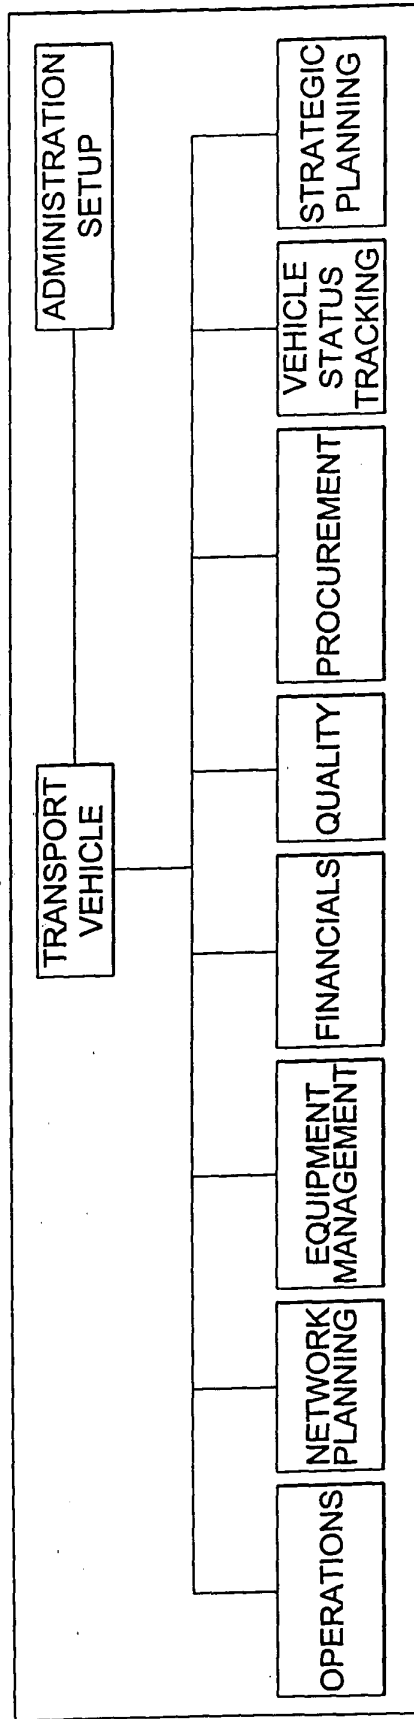 TRANSPORT
VEHICLE
ADMINISTRATION
SETUP
OPERATIONS
NETWORK
PLANNING
EQUIPMENT
MANAGEMENT
FINANCIALS
QUALITY
PROCUREMENT
VEHICLE
STATUS
TRACKING
STRATEGIC
PLANNING